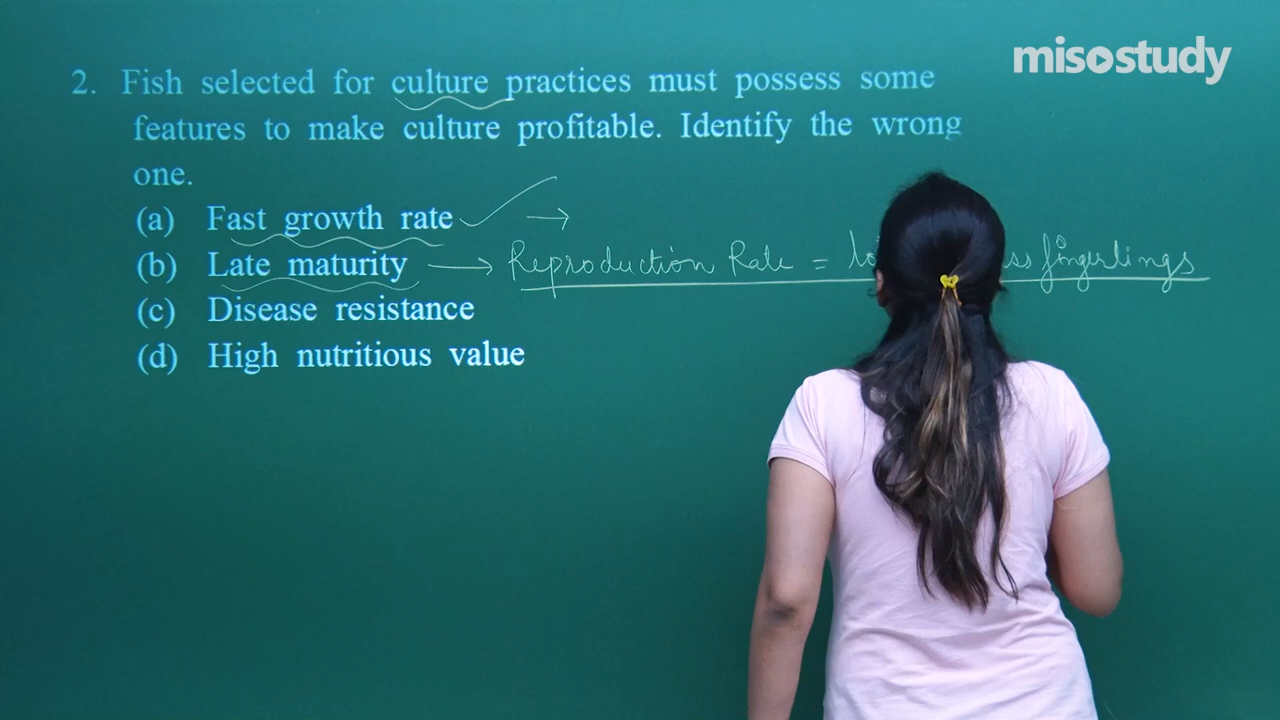 misostudy
2. Fish selected for culture practices must possess some
features to make culture profitable. Identify the wrong
one.
(a) Fast growth rate ✓ →
(b) Late maturity → Reproduction Rate = fingerlings
(c) Disease resistance
(d) High nutritious value